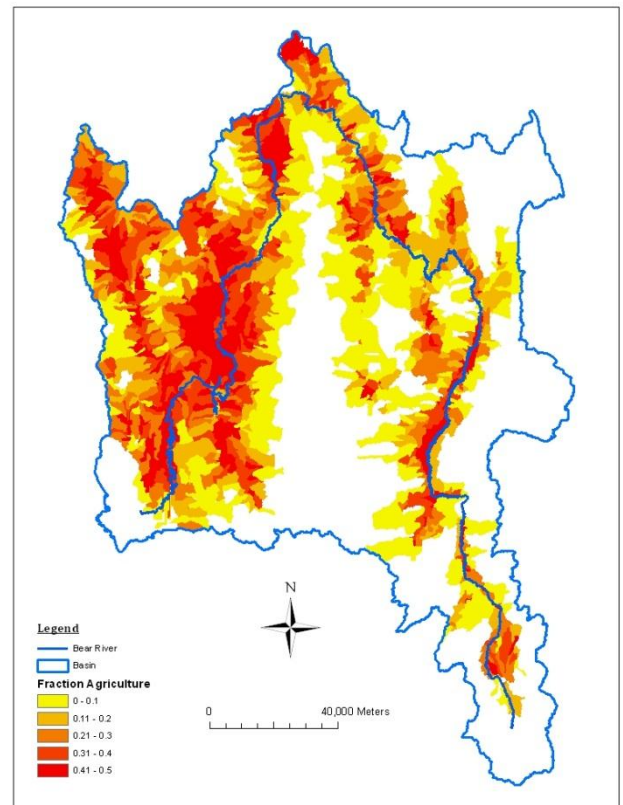 N
Legend
Bear River
Basin
Fraction Agriculture
0 - 0.1
0.11 - 0.2
0.21 - 0.3
0.31 - 0.4
0.41 - 0.5
0 40,000 Meters